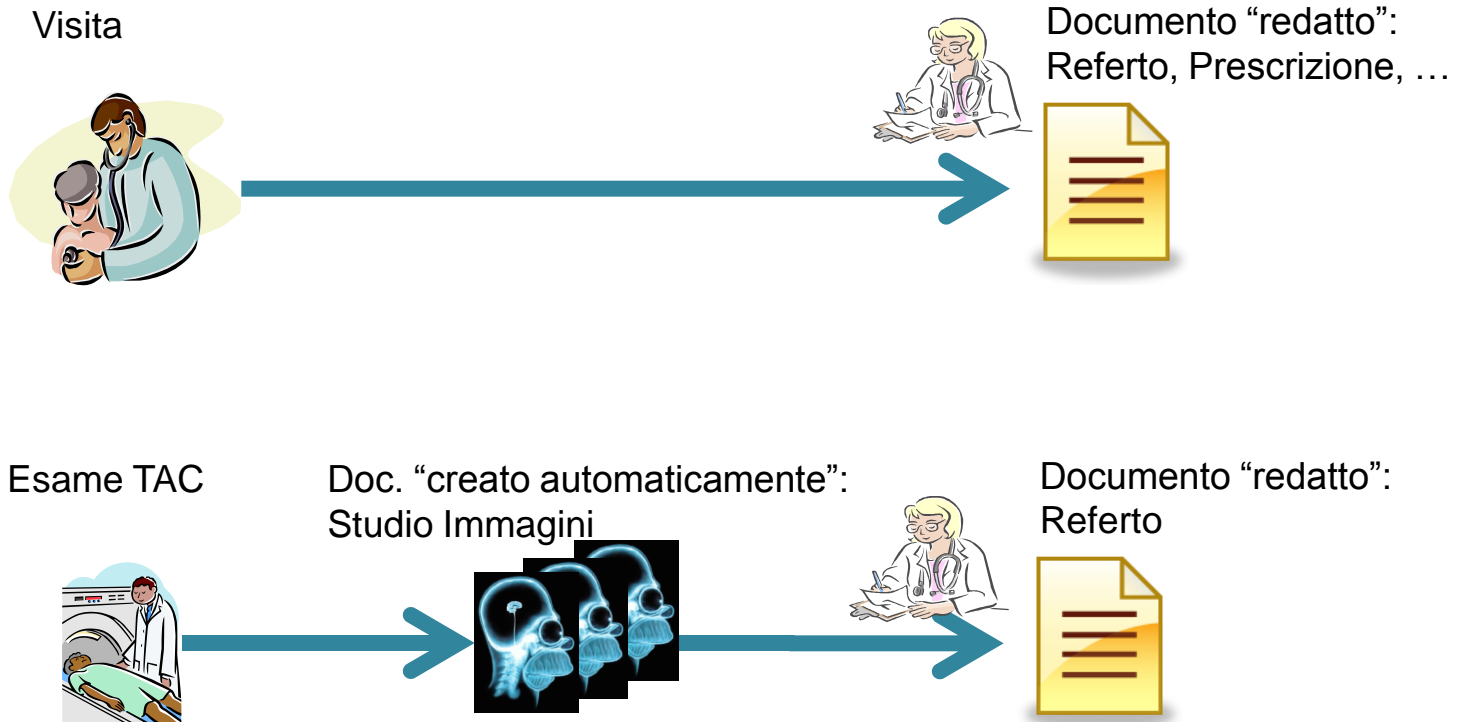 Visita
Documento “redatto”:
Referto, Prescrizione, …
Esame TAC
Doc. “creato automaticamente”:
Studio Immagini
Documento “redatto”:
Referto